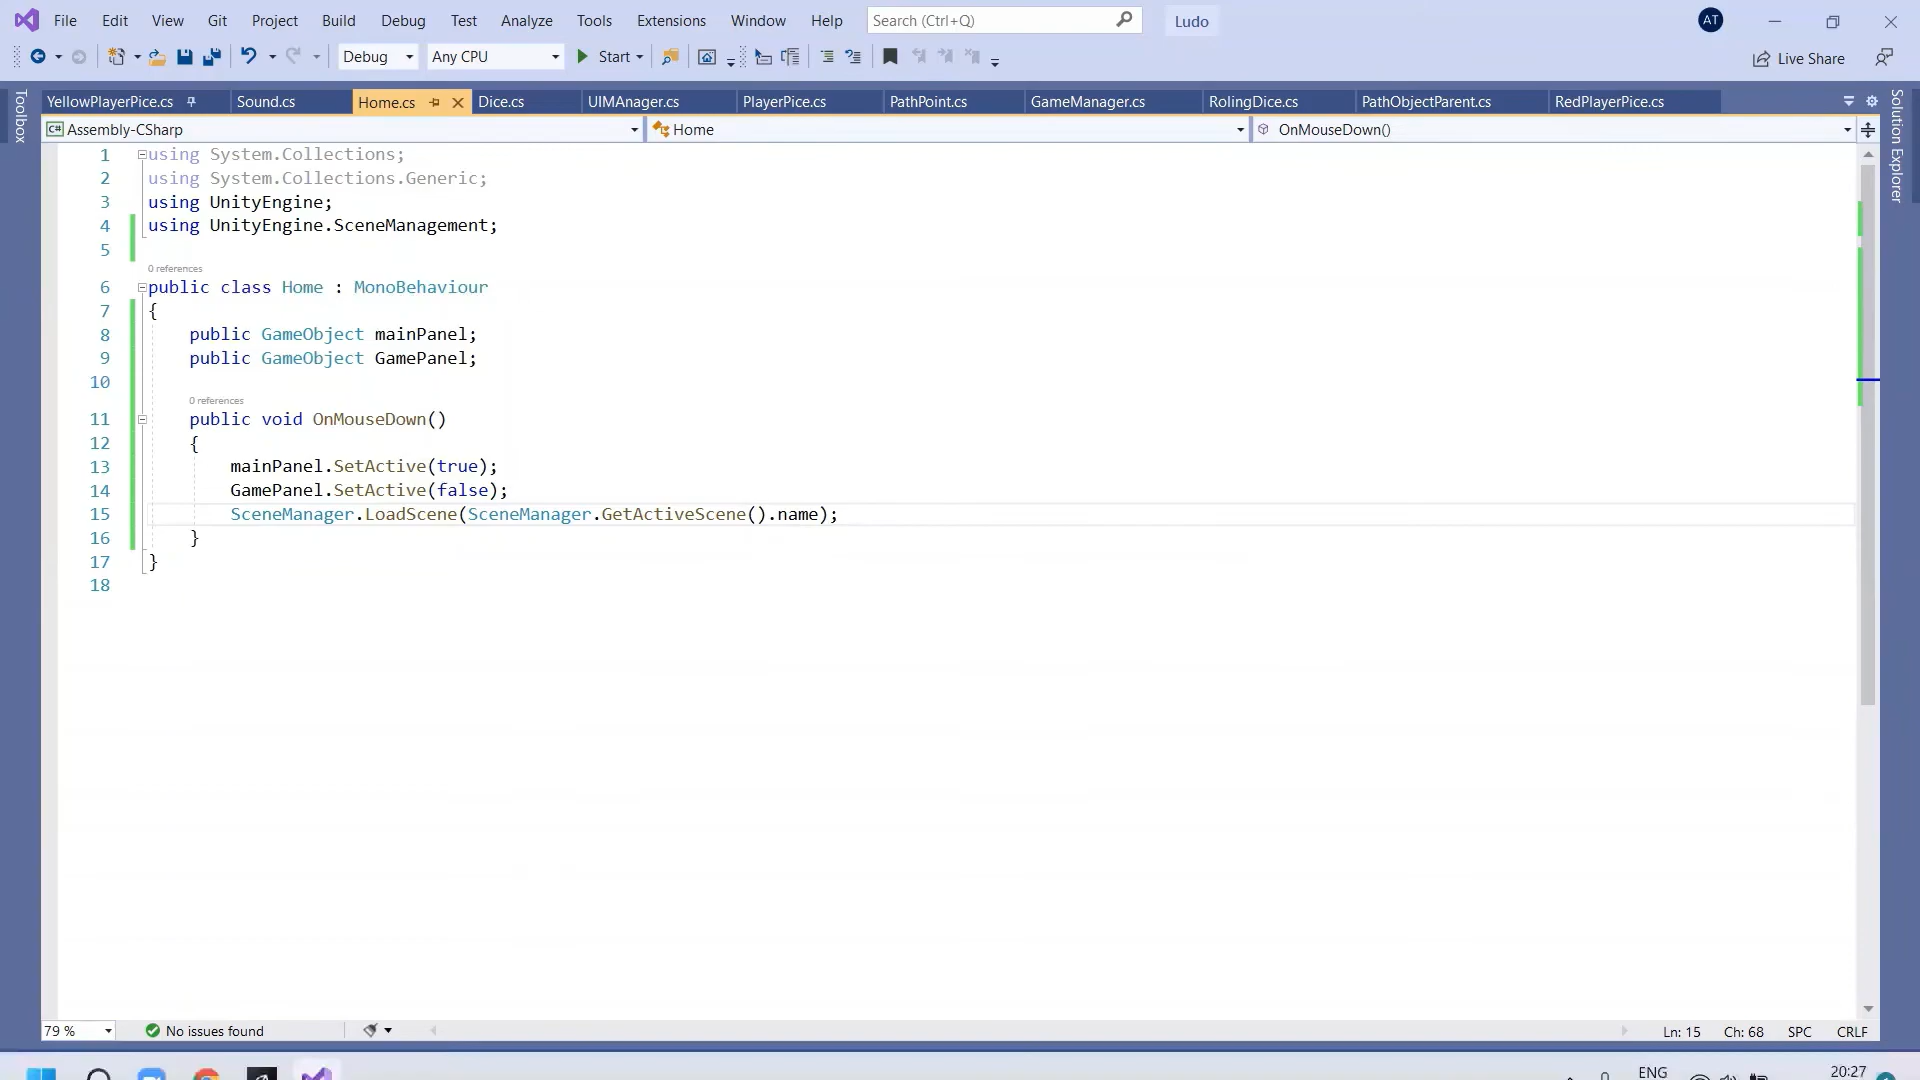 File Edit View Git Project Build Debug Test Analyze Tools Extensions Window Help Search (Ctrl+Q) Ludo AT
Debug Any CPU Start Live Share
YellowPlayerPice.cs Sound.cs Home.cs Dice.cs UIMAnager.cs PlayerPice.cs PathPoint.cs GameManager.cs RolingDice.cs PathObjectParent.cs RedPlayerPice.cs
Toolbox
Solution Explorer
C# Assembly-CSharp Home OnMouseDown()
1 using System.Collections;
2 using System.Collections.Generic;
3 using UnityEngine;
4 using UnityEngine.SceneManagement;
5
0 references
6 public class Home : MonoBehaviour
7 {
8 public GameObject mainPanel;
9 public GameObject GamePanel;
10
0 references
11 public void OnMouseDown()
12 {
13 mainPanel.SetActive(true);
14 GamePanel.SetActive(false);
15 SceneManager.LoadScene(SceneManager.GetActiveScene().name);
16 }
17 }
18
79 % No issues found Ln: 15 Ch: 68 SPC CRLF
ENG 20:27